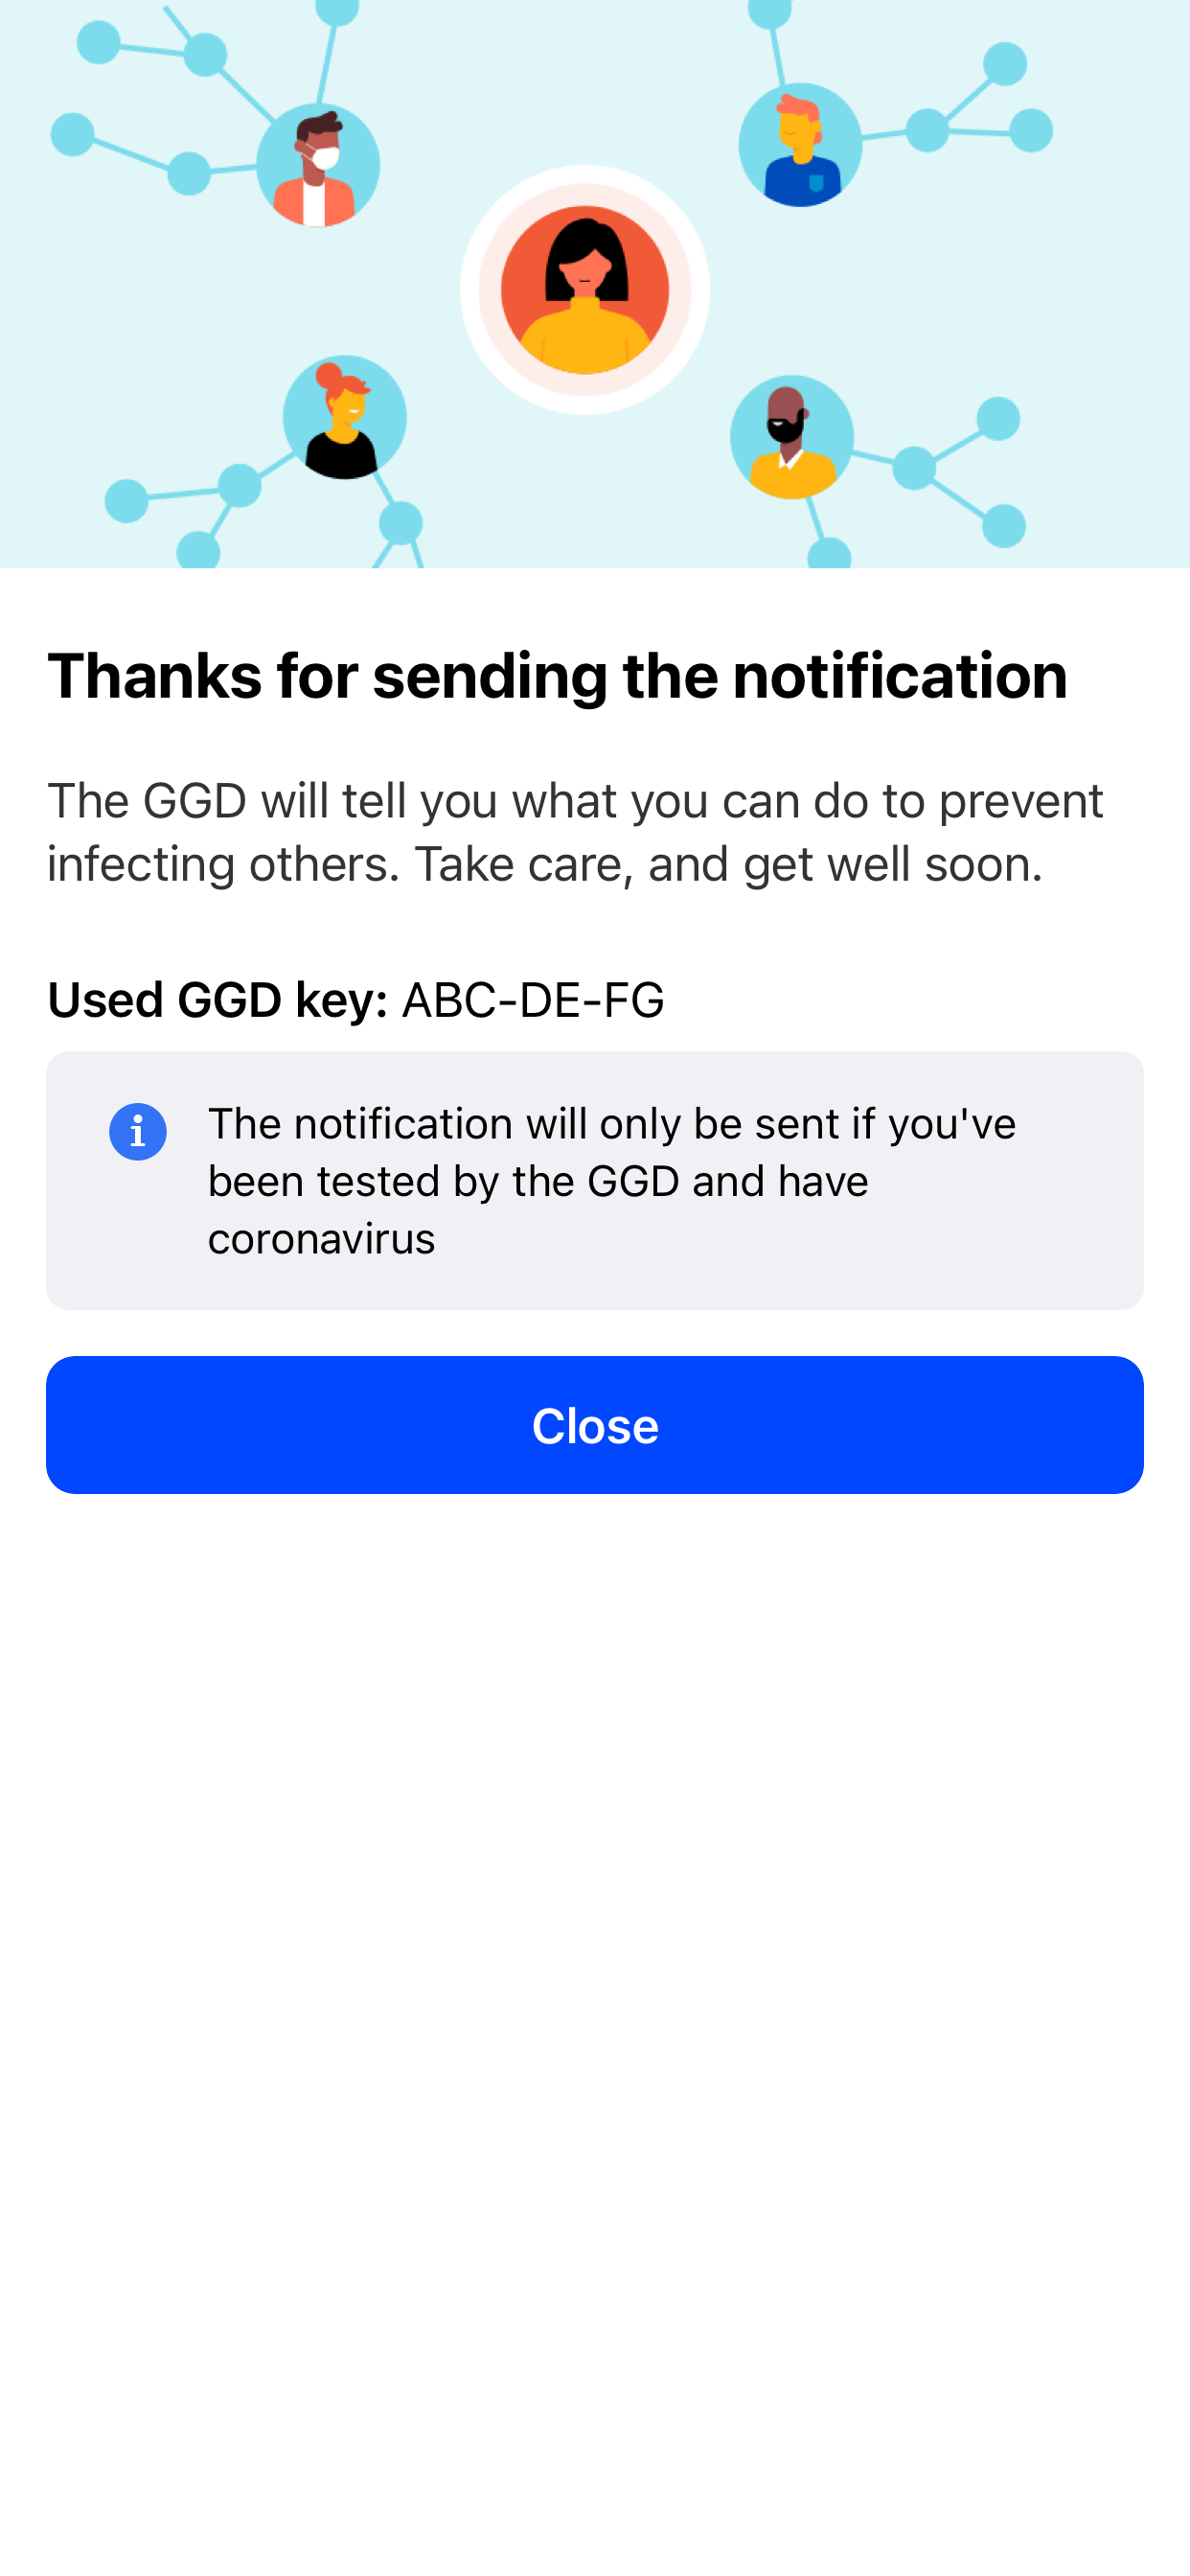 Thanks for sending the notification
The GGD will tell you what you can do to prevent
infecting others. Take care, and get well soon.
Used GGD key: ABC-DE-FG
The notification will only be sent if you've
been tested by the GGD and have
coronavirus
Close